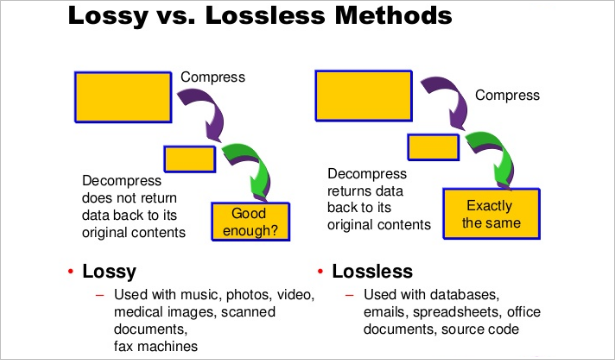 Lossy vs. Lossless Methods
Compress
Decompress
does not return
data back to its
original contents
Good
enough?
Compress
Decompress
returns data
back to its
original contents
Exactly
the same
• Lossy
– Used with music, photos, video,
medical images, scanned
documents,
fax machines
• Lossless
– Used with databases,
emails, spreadsheets, office
documents, source code